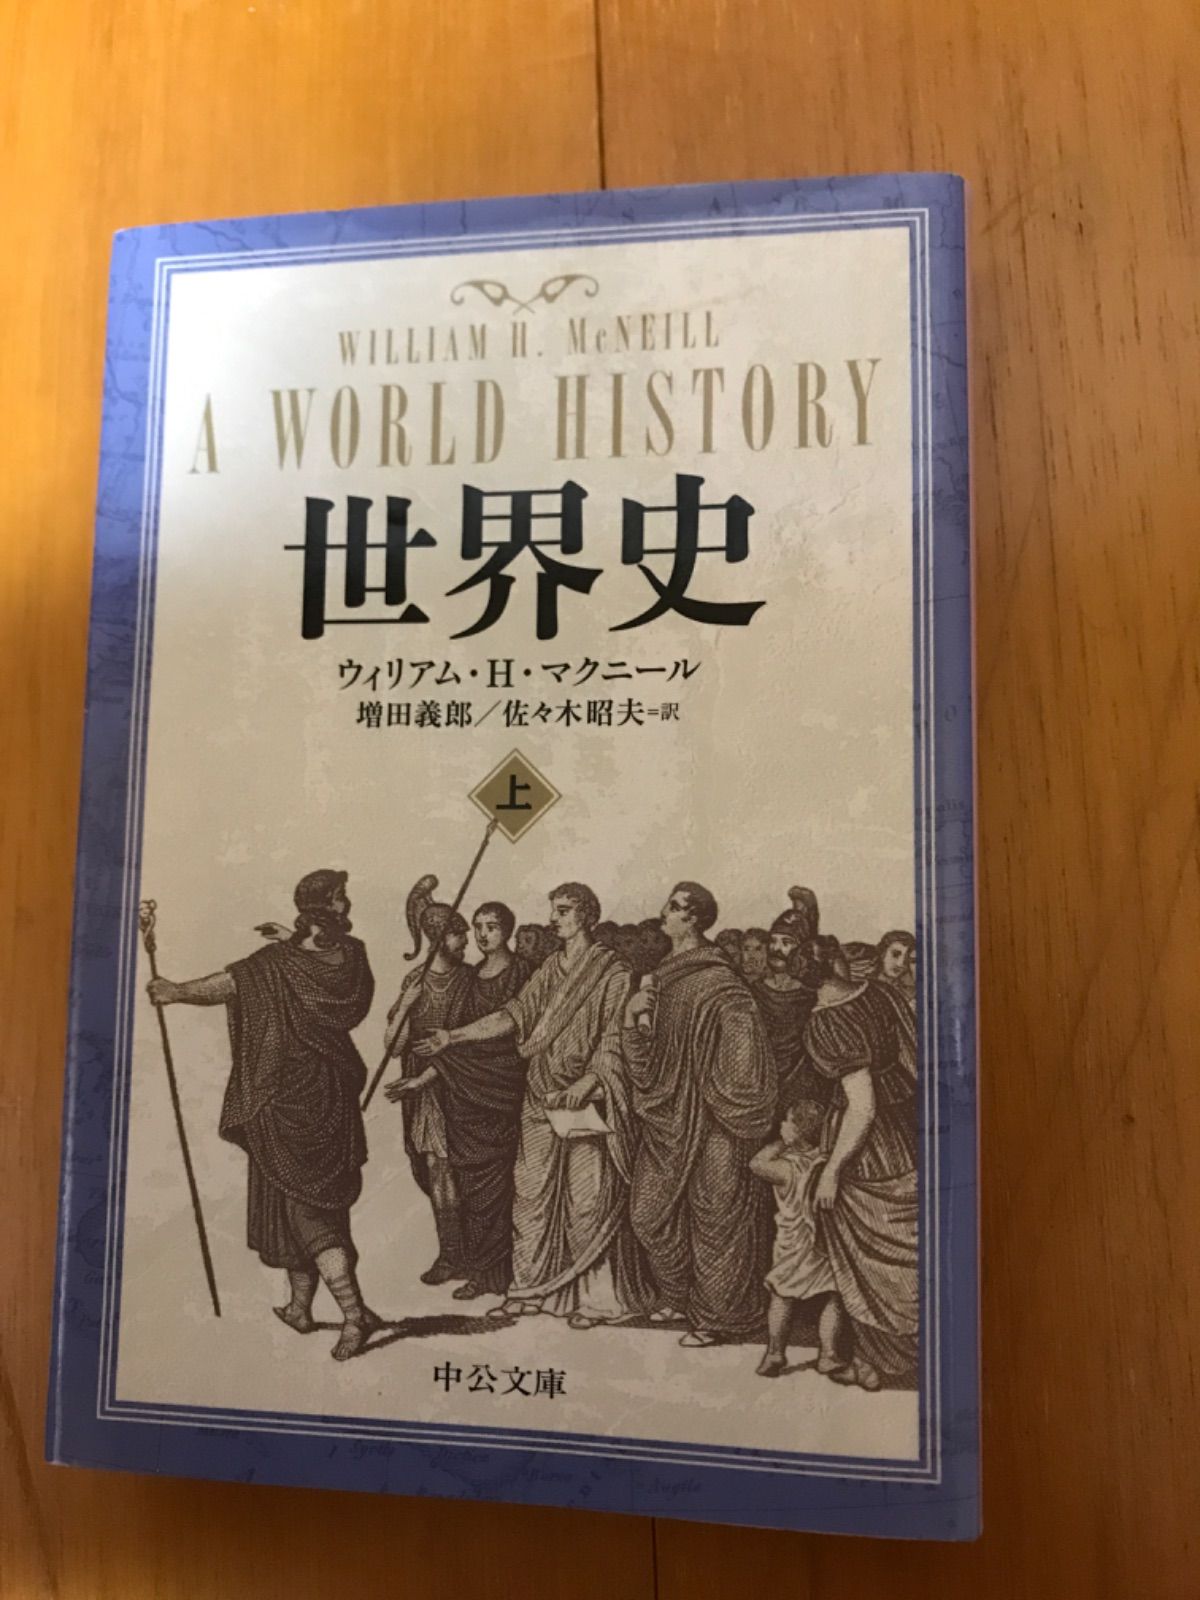 WILLIAM H. McNEILL
A WORLD HISTORY
世界史
ウィリアム・H・マクニール
増田義郎／佐々木昭夫=訳
上
中公文庫